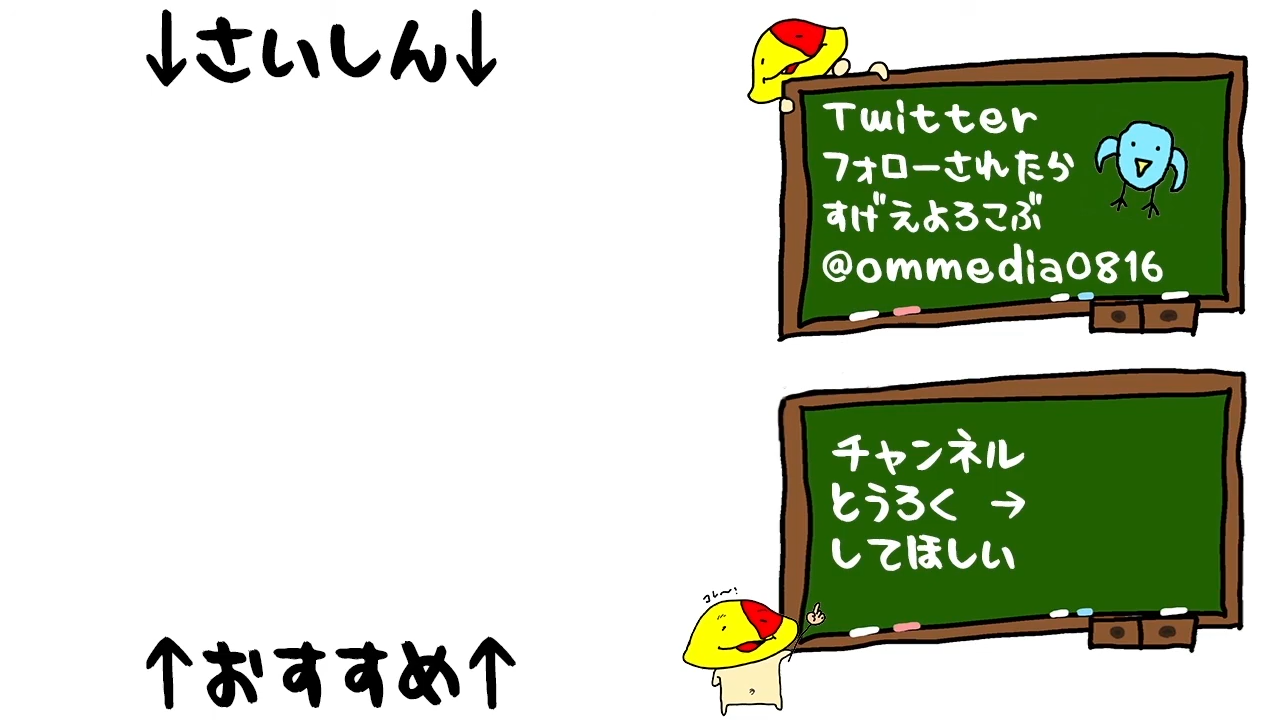 ↓さいしん↓
Twitter
フォローされたら
すげえよろこぶ
@ommedia0816
チャンネル
とうろく →
してほしい
コレ〜!
↑おすすめ↑